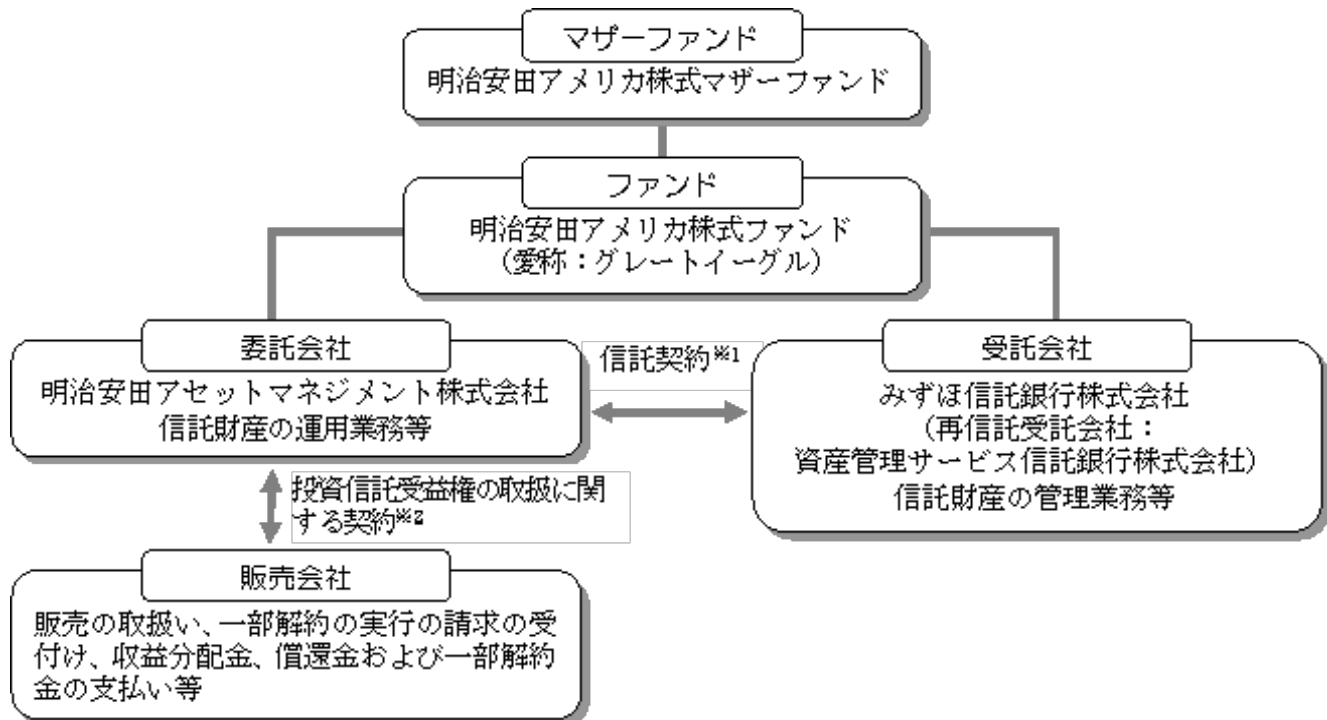 マザーファンド
明治安田アメリカ株式マザーファンド
ファンド
明治安田アメリカ株式ファンド
（愛称：グレートイーグル）
委託会社
明治安田アセットマネジメント株式会社
信託財産の運用業務等
信託契約※1
受託会社
みずほ信託銀行株式会社
（再信託受託会社：
資産管理サービス信託銀行株式会社）
信託財産の管理業務等
投資信託受益権の取扱に関
する契約※2
販売会社
販売の取扱い、一部解約の実行の請求の受
付け、収益分配金、償還金および一部解約
金の支払い等